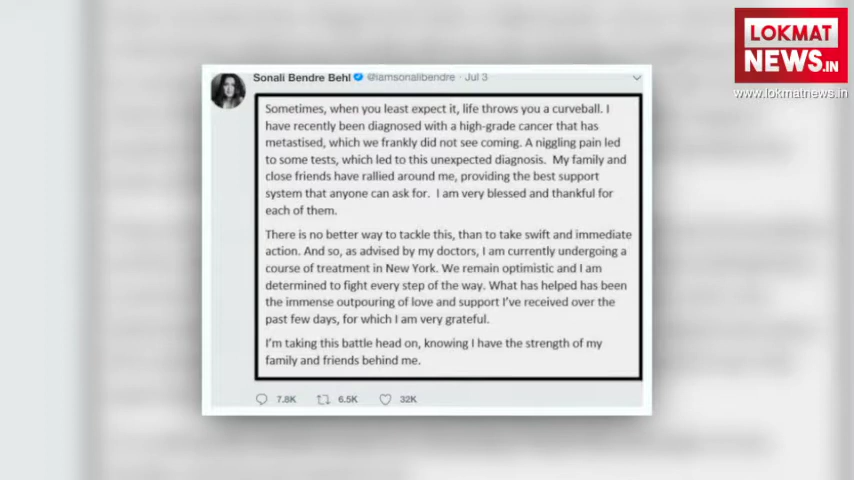 LOKMAT
NEWS.IN
www.lokmatnews.in
Sonali Bendre Behl @iamsonalibendre · Jul 3
Sometimes, when you least expect it, life throws you a curveball. I
have recently been diagnosed with a high-grade cancer that has
metastised, which we frankly did not see coming. A niggling pain led
to some tests, which led to this unexpected diagnosis. My family and
close friends have rallied around me, providing the best support
system that anyone can ask for. I am very blessed and thankful for
each of them.
There is no better way to tackle this, than to take swift and immediate
action. And so, as advised by my doctors, I am currently undergoing a
course of treatment in New York. We remain optimistic and I am
determined to fight every step of the way. What has helped has been
the immense outpouring of love and support I've received over the
past few days, for which I am very grateful.
I'm taking this battle head on, knowing I have the strength of my
family and friends behind me.
7.8K 6.5K 32K